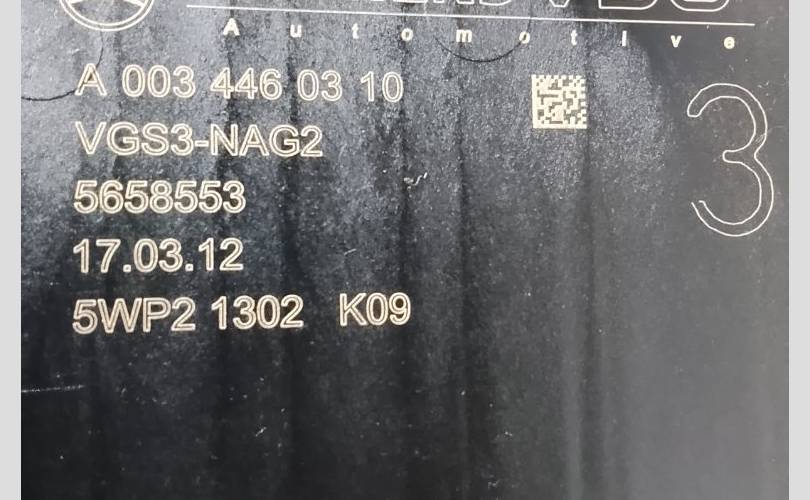 Automotive
A 003 446 03 10
VGS3-NAG2
3
5658553
17.03.12
5WP2 1302 K09